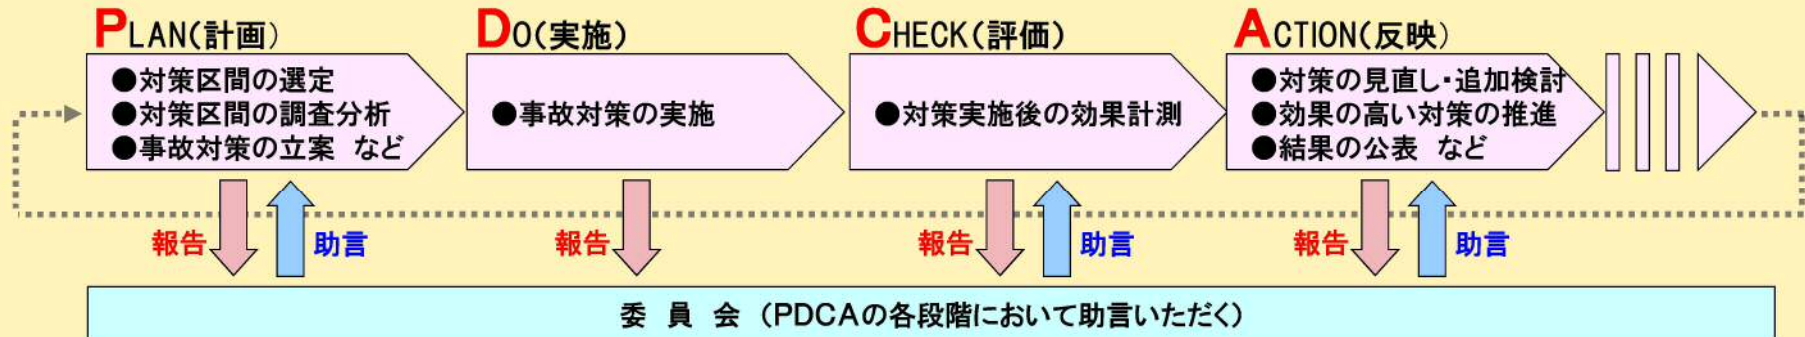 PLAN(計画)
●対策区間の選定
●対策区間の調査分析
●事故対策の立案 など
DO(実施)
●事故対策の実施
CHECK(評価)
●対策実施後の効果計測
ACTION(反映)
●対策の見直し・追加検討
●効果の高い対策の推進
●結果の公表 など
報告 助言
報告
報告 助言
報告 助言
委 員 会 (PDCAの各段階において助言いただく)